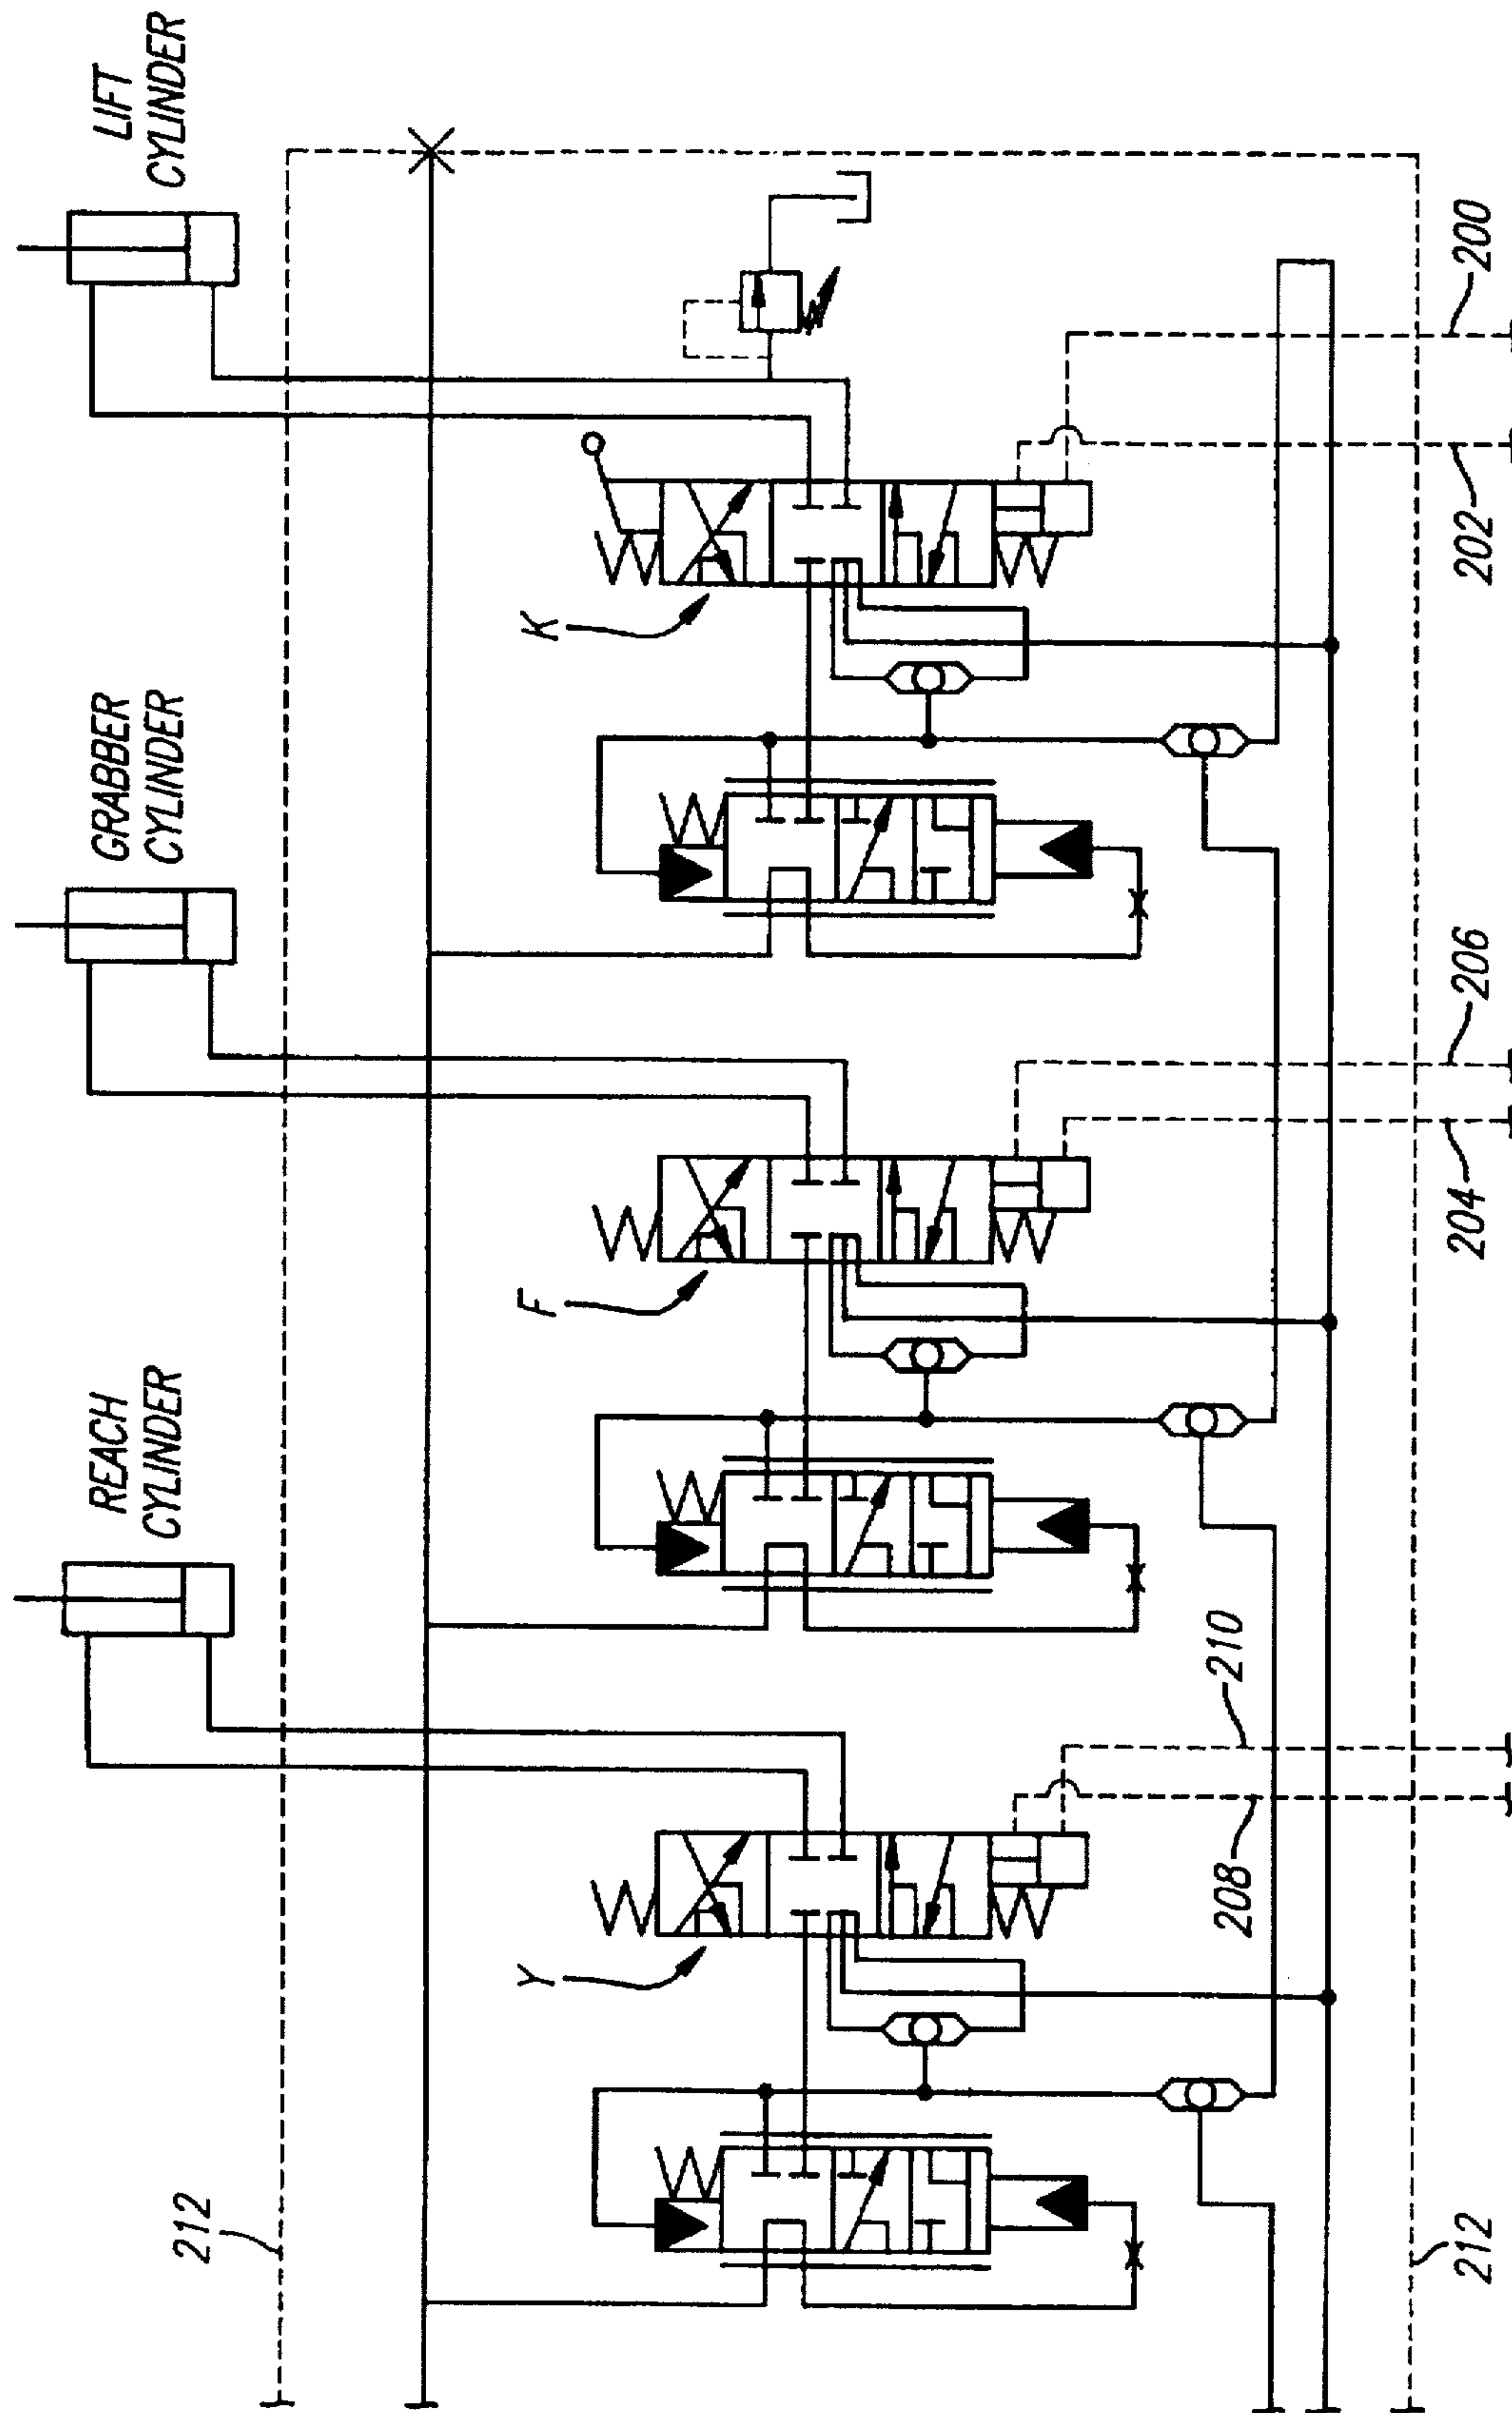 REACH
CYLINDER
GRABBER
CYLINDER
LIFT
CYLINDER
212
Y
F
K
208
210
204
206
202
200
212